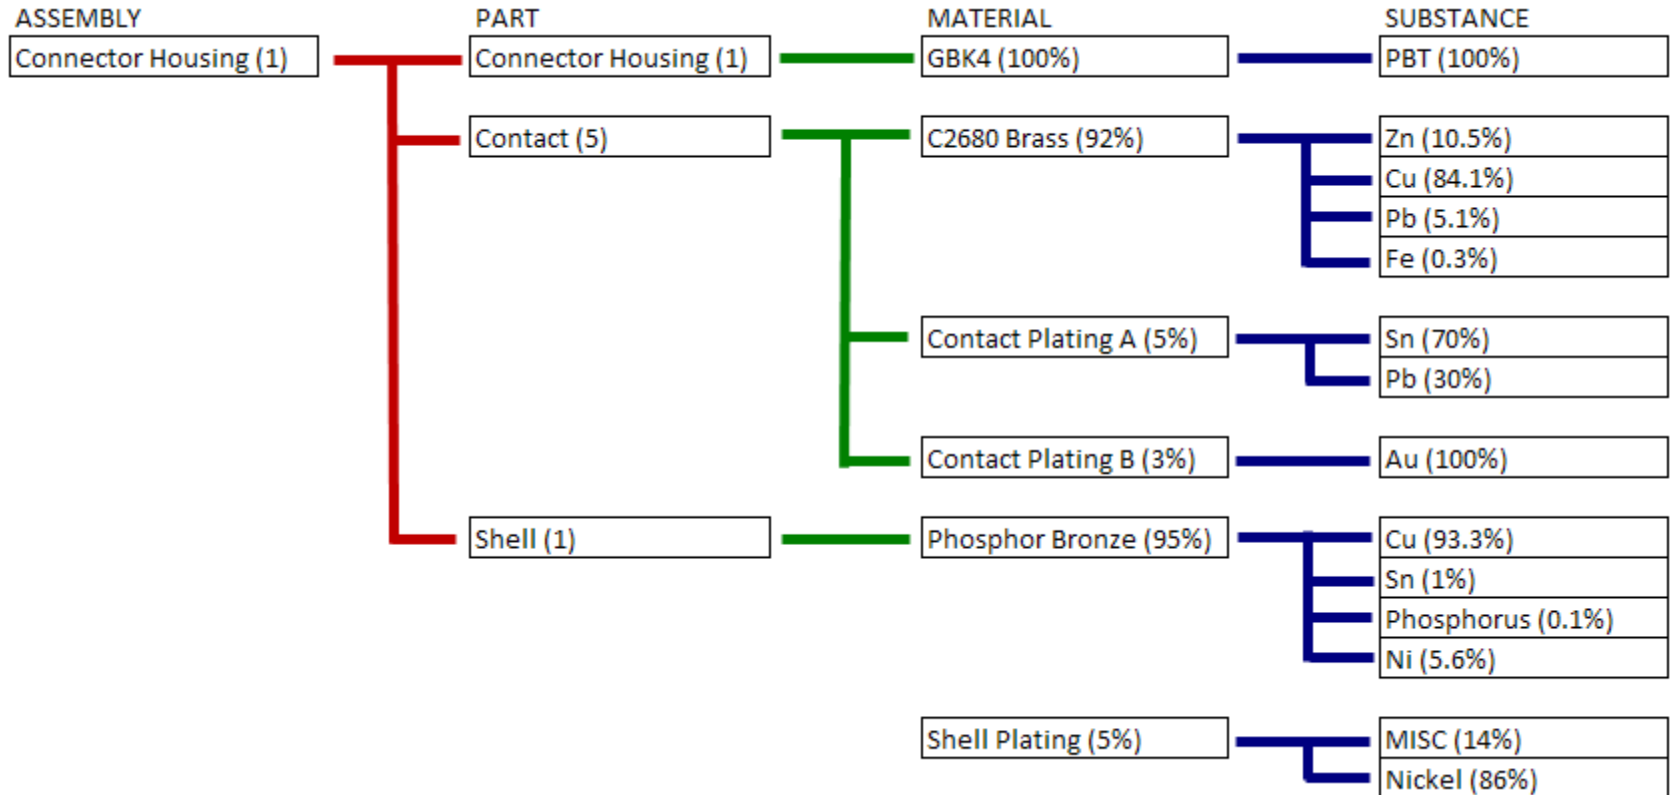 ASSEMBLY PART MATERIAL SUBSTANCE
Connector Housing (1) Connector Housing (1) GBK4 (100%) PBT (100%)
Contact (5) C2680 Brass (92%) Zn (10.5%)
Cu (84.1%)
Pb (5.1%)
Fe (0.3%)
Contact Plating A (5%) Sn (70%)
Pb (30%)
Contact Plating B (3%) Au (100%)
Shell (1) Phosphor Bronze (95%) Cu (93.3%)
Sn (1%)
Phosphorus (0.1%)
Ni (5.6%)
Shell Plating (5%) MISC (14%)
Nickel (86%)